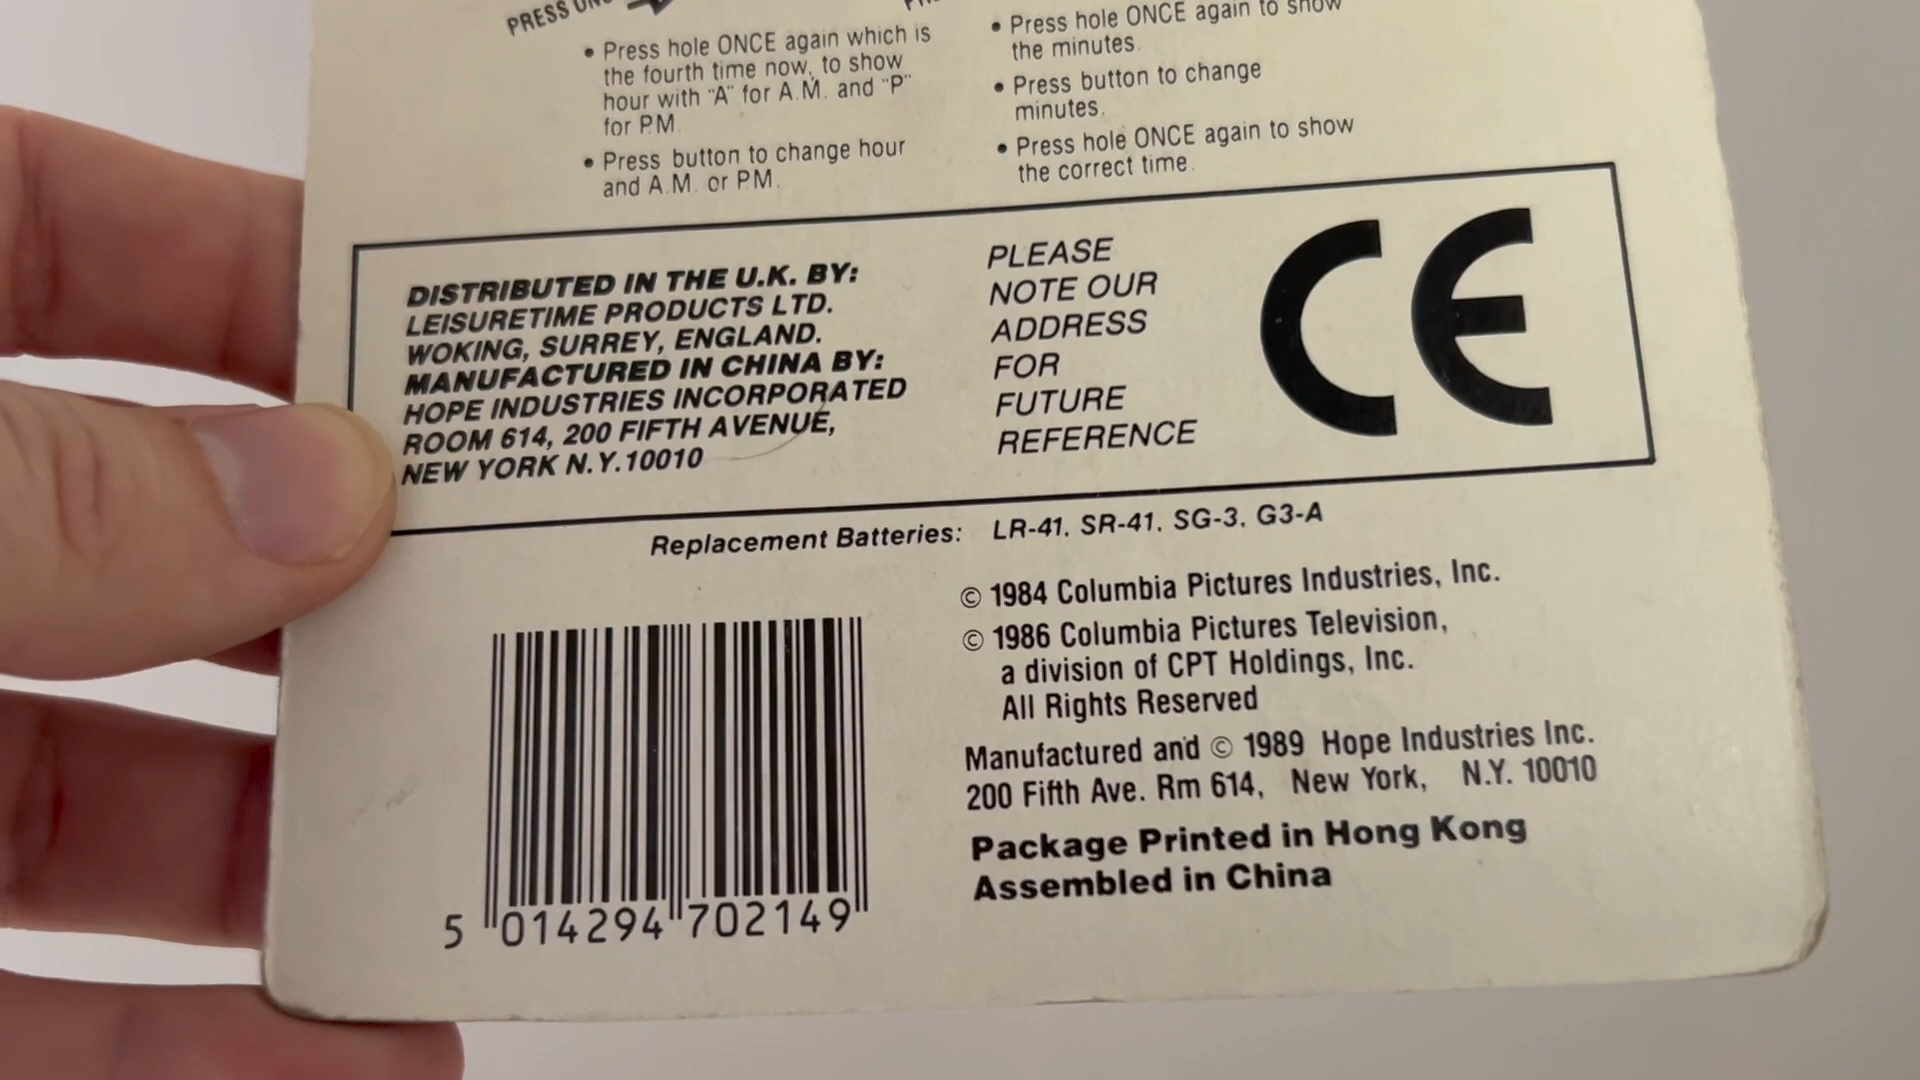 PRESS
• Press hole ONCE again which is
the fourth time now, to show
hour with "A" for A.M. and "P"
for P.M.
• Press button to change hour
and A.M. or P.M.
• Press hole ONCE again to show
the minutes.
• Press button to change
minutes.
• Press hole ONCE again to show
the correct time.
DISTRIBUTED IN THE U.K. BY:
LEISURETIME PRODUCTS LTD.
WOKING, SURREY, ENGLAND.
MANUFACTURED IN CHINA BY:
HOPE INDUSTRIES INCORPORATED
ROOM 614, 200 FIFTH AVENUE,
NEW YORK N.Y.10010
PLEASE
NOTE OUR
ADDRESS
FOR
FUTURE
REFERENCE
CE
Replacement Batteries: LR-41. SR-41. SG-3. G3-A
© 1984 Columbia Pictures Industries, Inc.
© 1986 Columbia Pictures Television,
a division of CPT Holdings, Inc.
All Rights Reserved
Manufactured and © 1989 Hope Industries Inc.
200 Fifth Ave. Rm 614, New York, N.Y. 10010
Package Printed in Hong Kong
Assembled in China
5 014294 702149